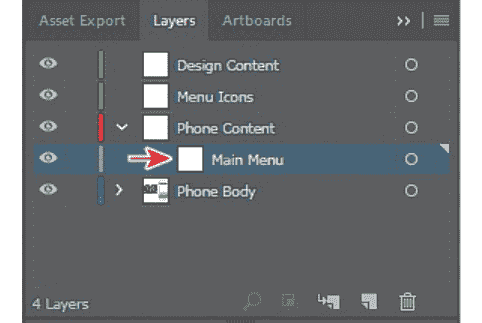 Asset Export Layers Artboards
Design Content
Menu Icons
Phone Content
Main Menu
Phone Body
4 Layers